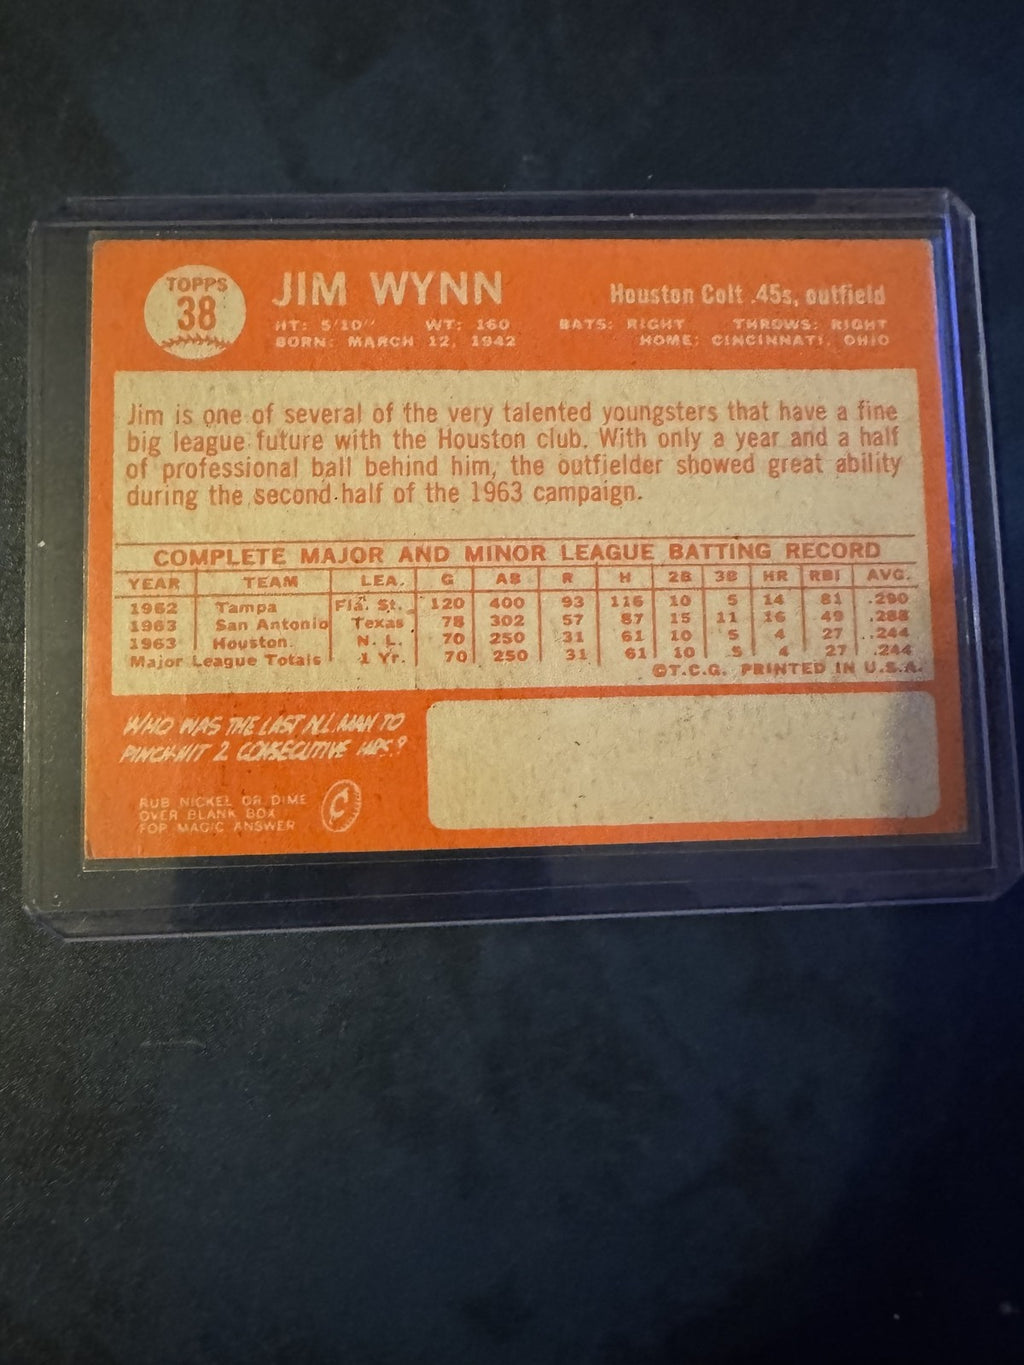 TOPPS
38
JIM WYNN
Houston Colt .45s, outfield
HT: 5'10" WT: 160 BATS: RIGHT THROWS: RIGHT
BORN: MARCH 12, 1942 HOME: CINCINNATI, OHIO
Jim is one of several of the very talented youngsters that have a fine
big league future with the Houston club. With only a year and a half
of professional ball behind him, the outfielder showed great ability
during the second half of the 1963 campaign.
COMPLETE MAJOR AND MINOR LEAGUE BATTING RECORD
YEAR TEAM LEA. G AB R H 2B 3B HR RBI AVG.
1962 Tampa Fla. St. 120 400 93 116 10 5 14 81 .290
1963 San Antonio Texas 78 302 57 87 15 11 16 49 .288
1963 Houston N. L. 70 250 31 61 10 5 4 27 .244
Major League Totals 1 Yr. 70 250 31 61 10 5 4 27 .244
©T.C.G. PRINTED IN U.S.A.
WHO WAS THE LAST N.L. MAN TO
PINCH-HIT 2 CONSECUTIVE HRS?
RUB NICKEL OR DIME
OVER BLANK BOX
FOR MAGIC ANSWER